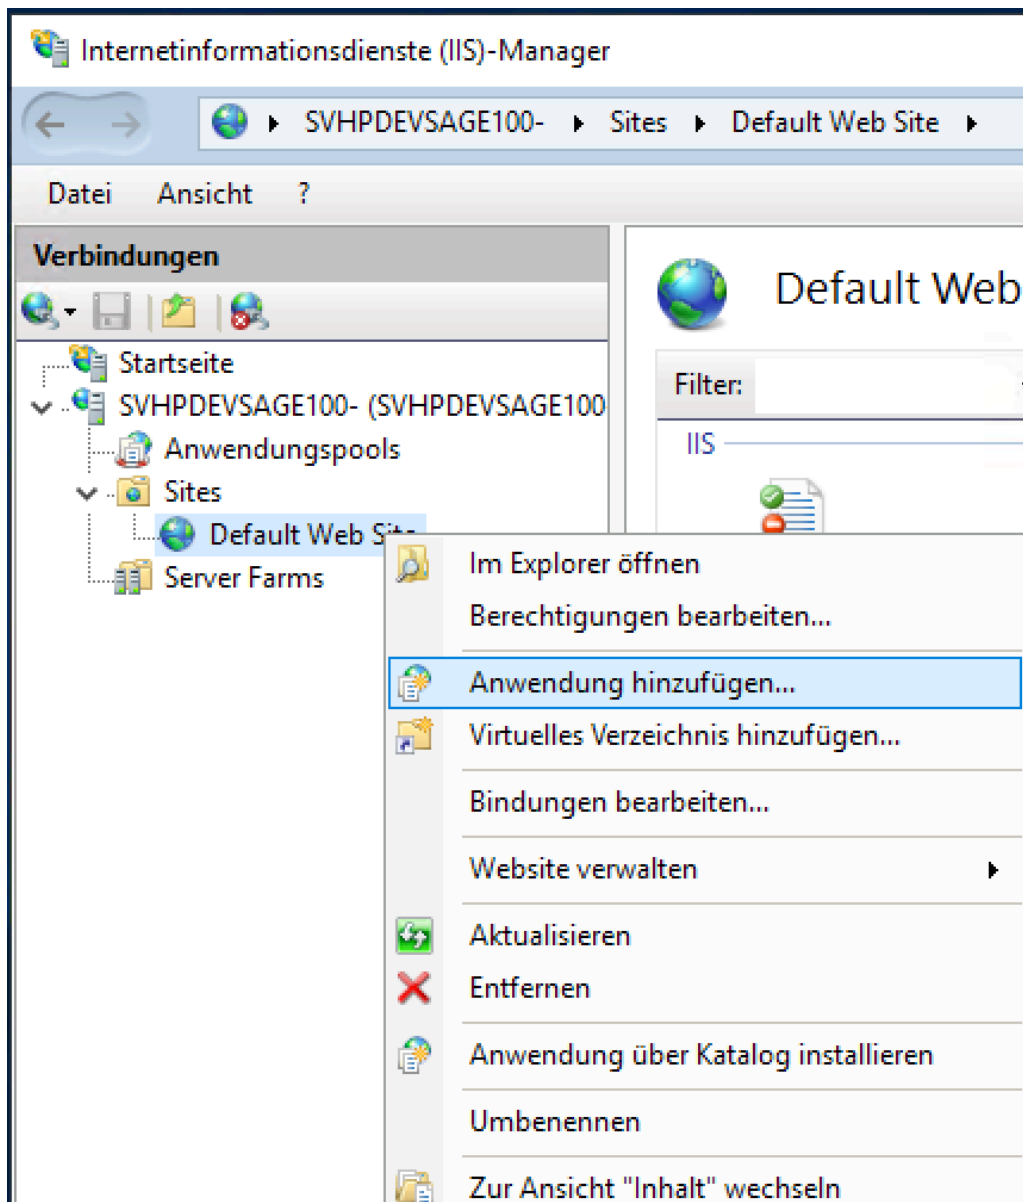 Internetinformationsdienste (IIS)-Manager
SVHPDEVSAGE100- Sites Default Web Site
Datei Ansicht ?
Verbindungen
Startseite
SVHPDEVSAGE100- (SVHPDEVSAGE100
Anwendungspools
Sites
Default Web Site
Server Farms
Default Web
Filter:
IIS
Im Explorer öffnen
Berechtigungen bearbeiten...
Anwendung hinzufügen...
Virtuelles Verzeichnis hinzufügen...
Bindungen bearbeiten...
Website verwalten
Aktualisieren
Entfernen
Anwendung über Katalog installieren
Umbenennen
Zur Ansicht "Inhalt" wechseln